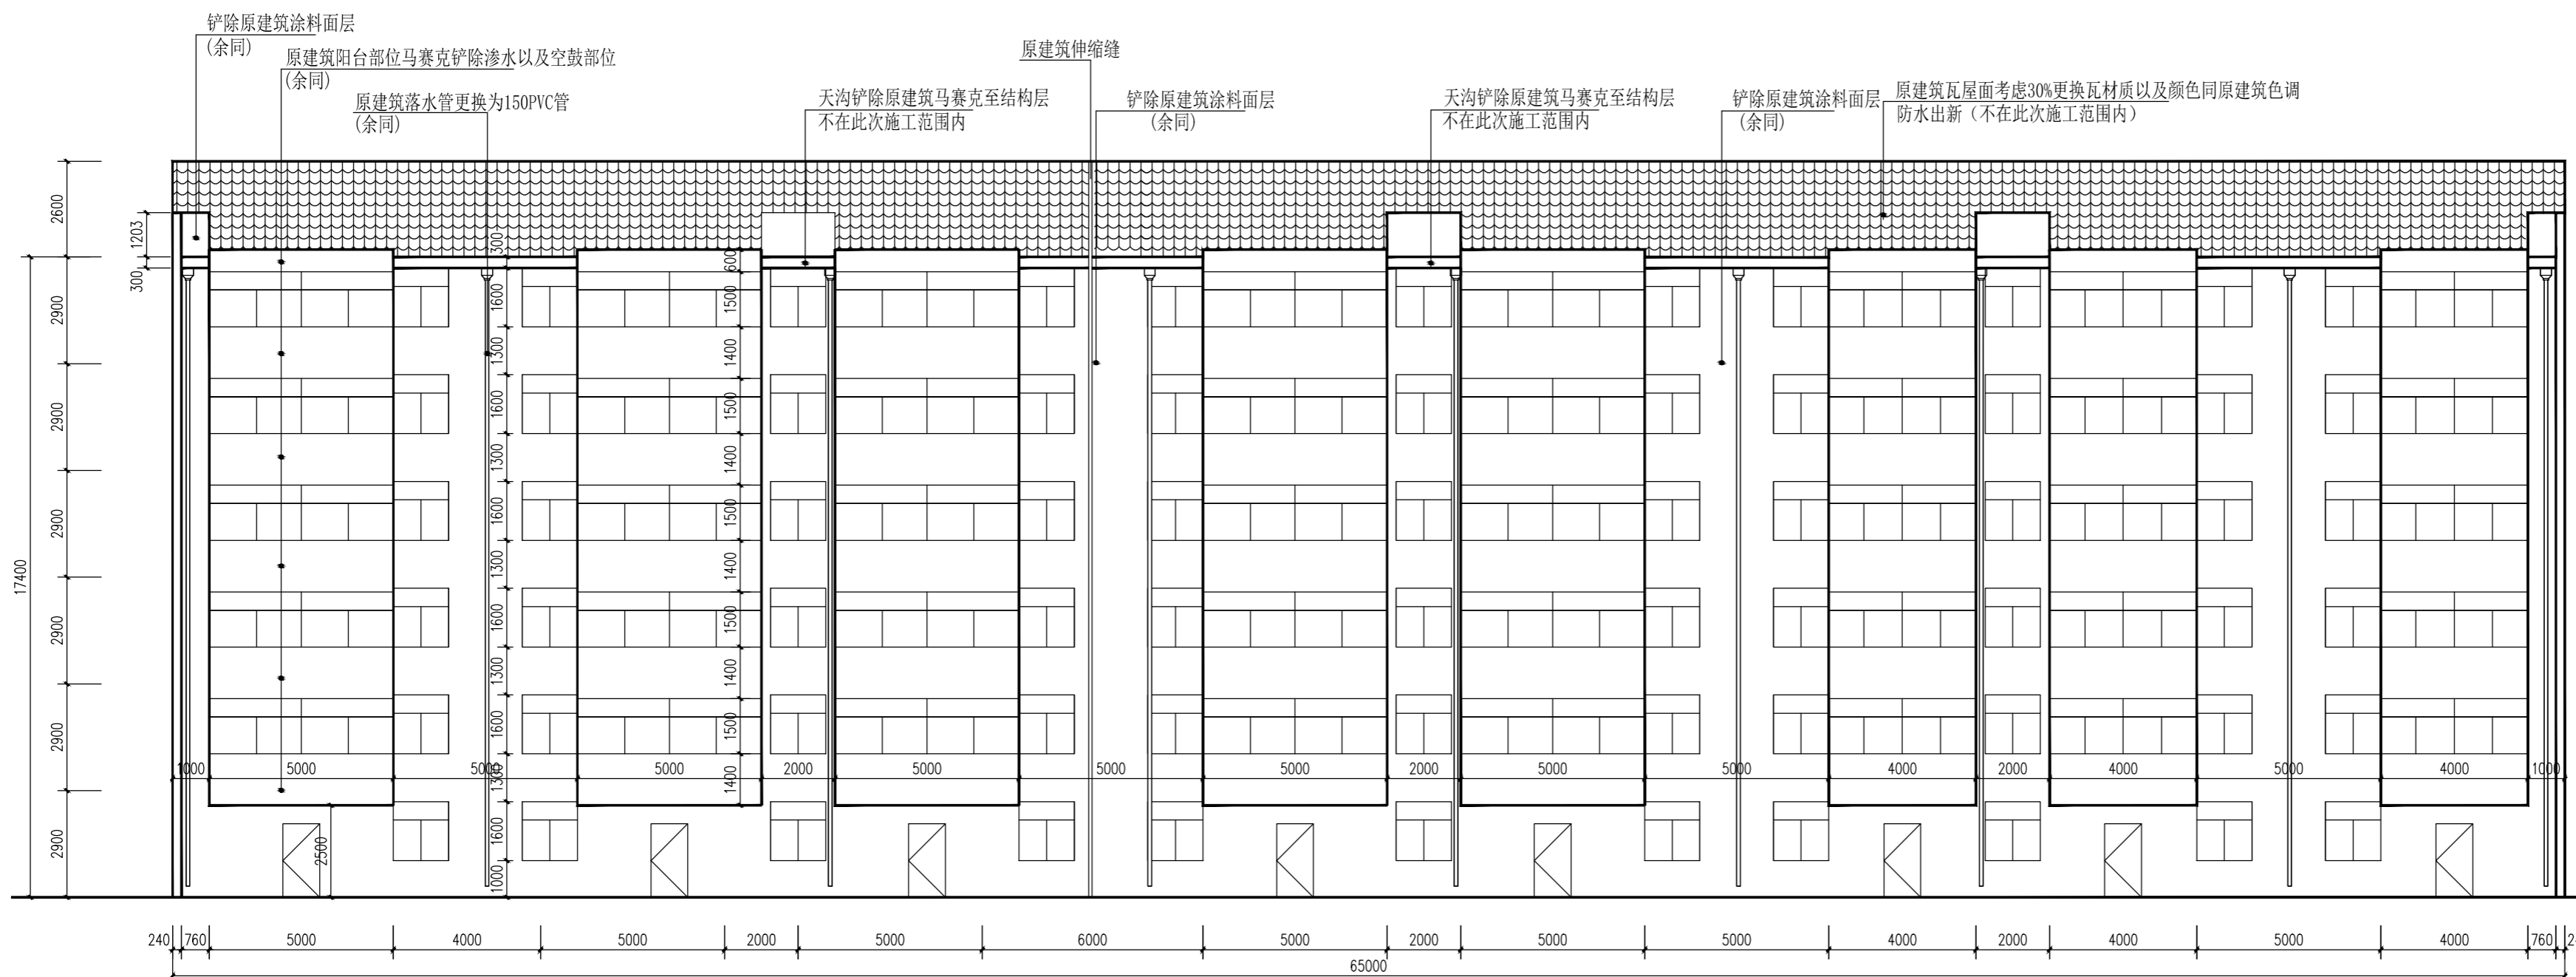 铲除原建筑涂料面层
(余同)
原建筑阳台部位马赛克铲除渗水以及空鼓部位
(余同)
原建筑落水管更换为150PVC管
(余同)
天沟铲除原建筑马赛克至结构层
不在此次施工范围内
原建筑伸缩缝
铲除原建筑涂料面层
(余同)
天沟铲除原建筑马赛克至结构层
不在此次施工范围内
铲除原建筑涂料面层
(余同)
原建筑瓦屋面考虑30%更换瓦材质以及颜色同原建筑色调
防水出新（不在此次施工范围内）
2600
2900
2900
2900
2900
2900
2900
17400
1203
300
300
1600
1300
1600
1300
1600
1300
1600
1300
1600
1300
1600
1000
600
1500
1400
1500
1400
1500
1400
1500
1400
1500
1400
2500
1000 5000 5000 5000 2000 5000 5000 5000 2000 5000 5000 4000 2000 4000 5000 4000 1000
240 760 5000 4000 5000 2000 5000 6000 5000 2000 5000 5000 4000 2000 4000 5000 4000 760
65000